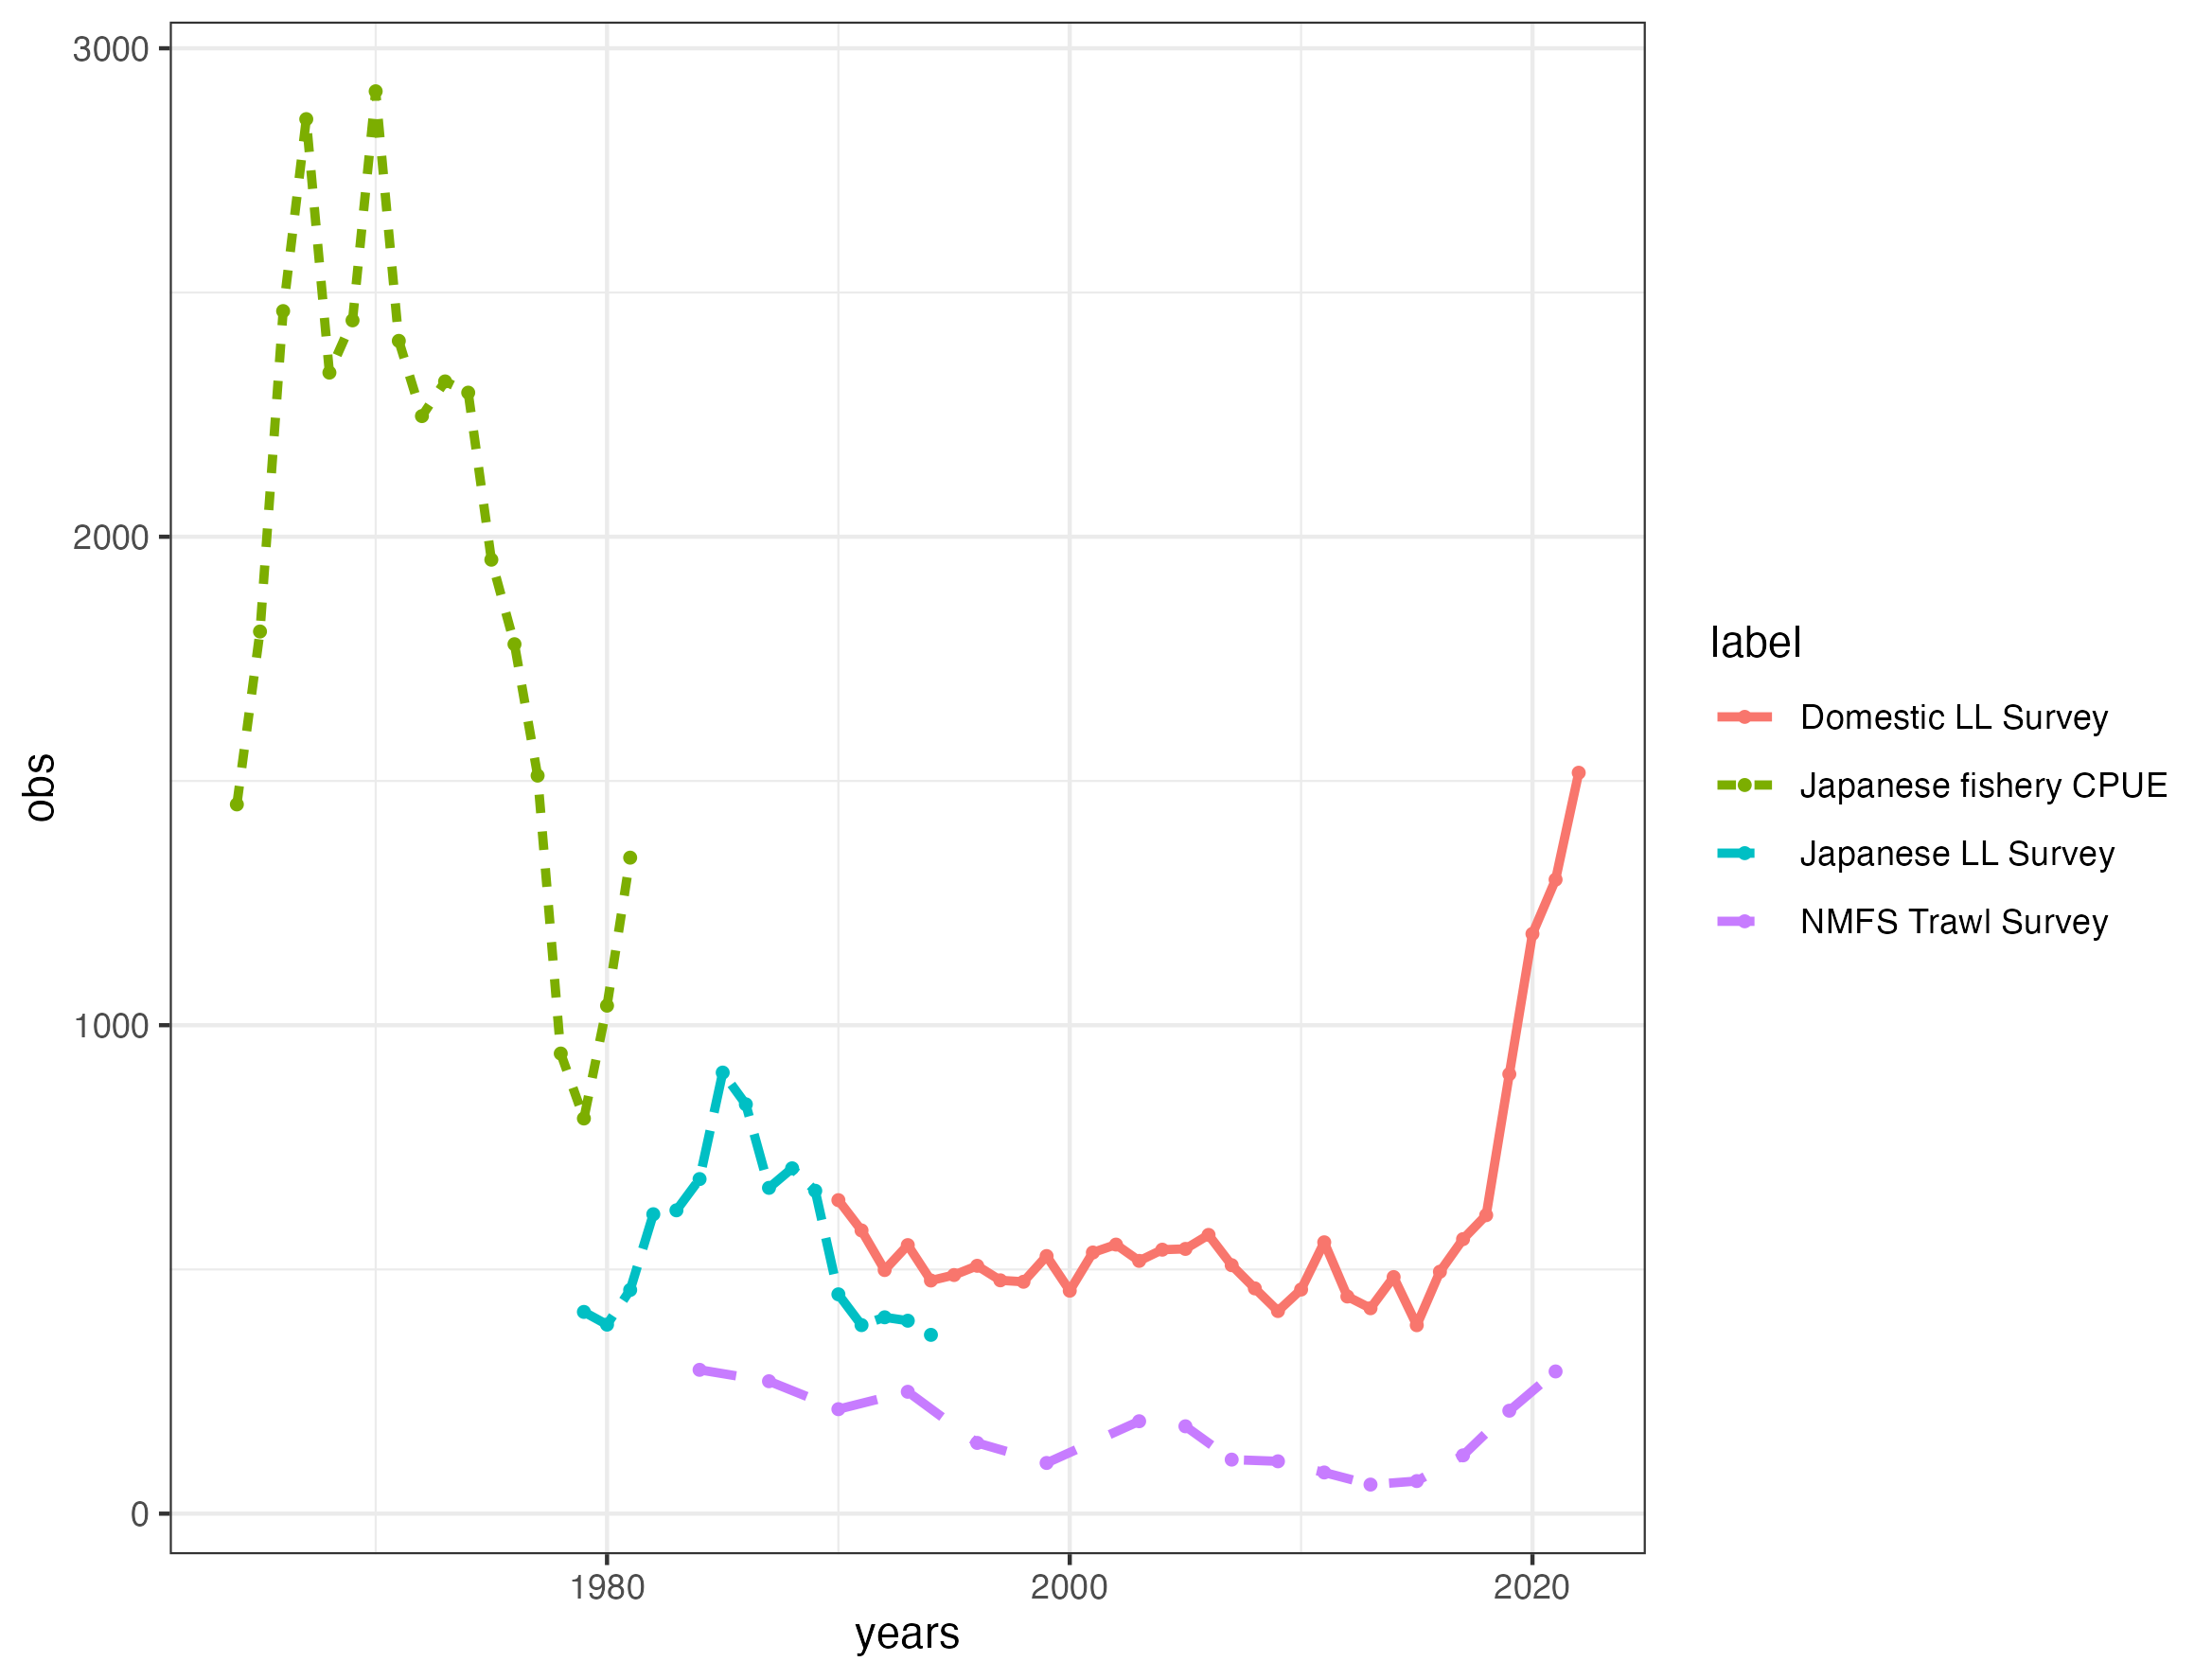 3000
2000
1000
0
obs
1980
2000
2020
years
label
Domestic LL Survey
Japanese fishery CPUE
Japanese LL Survey
NMFS Trawl Survey